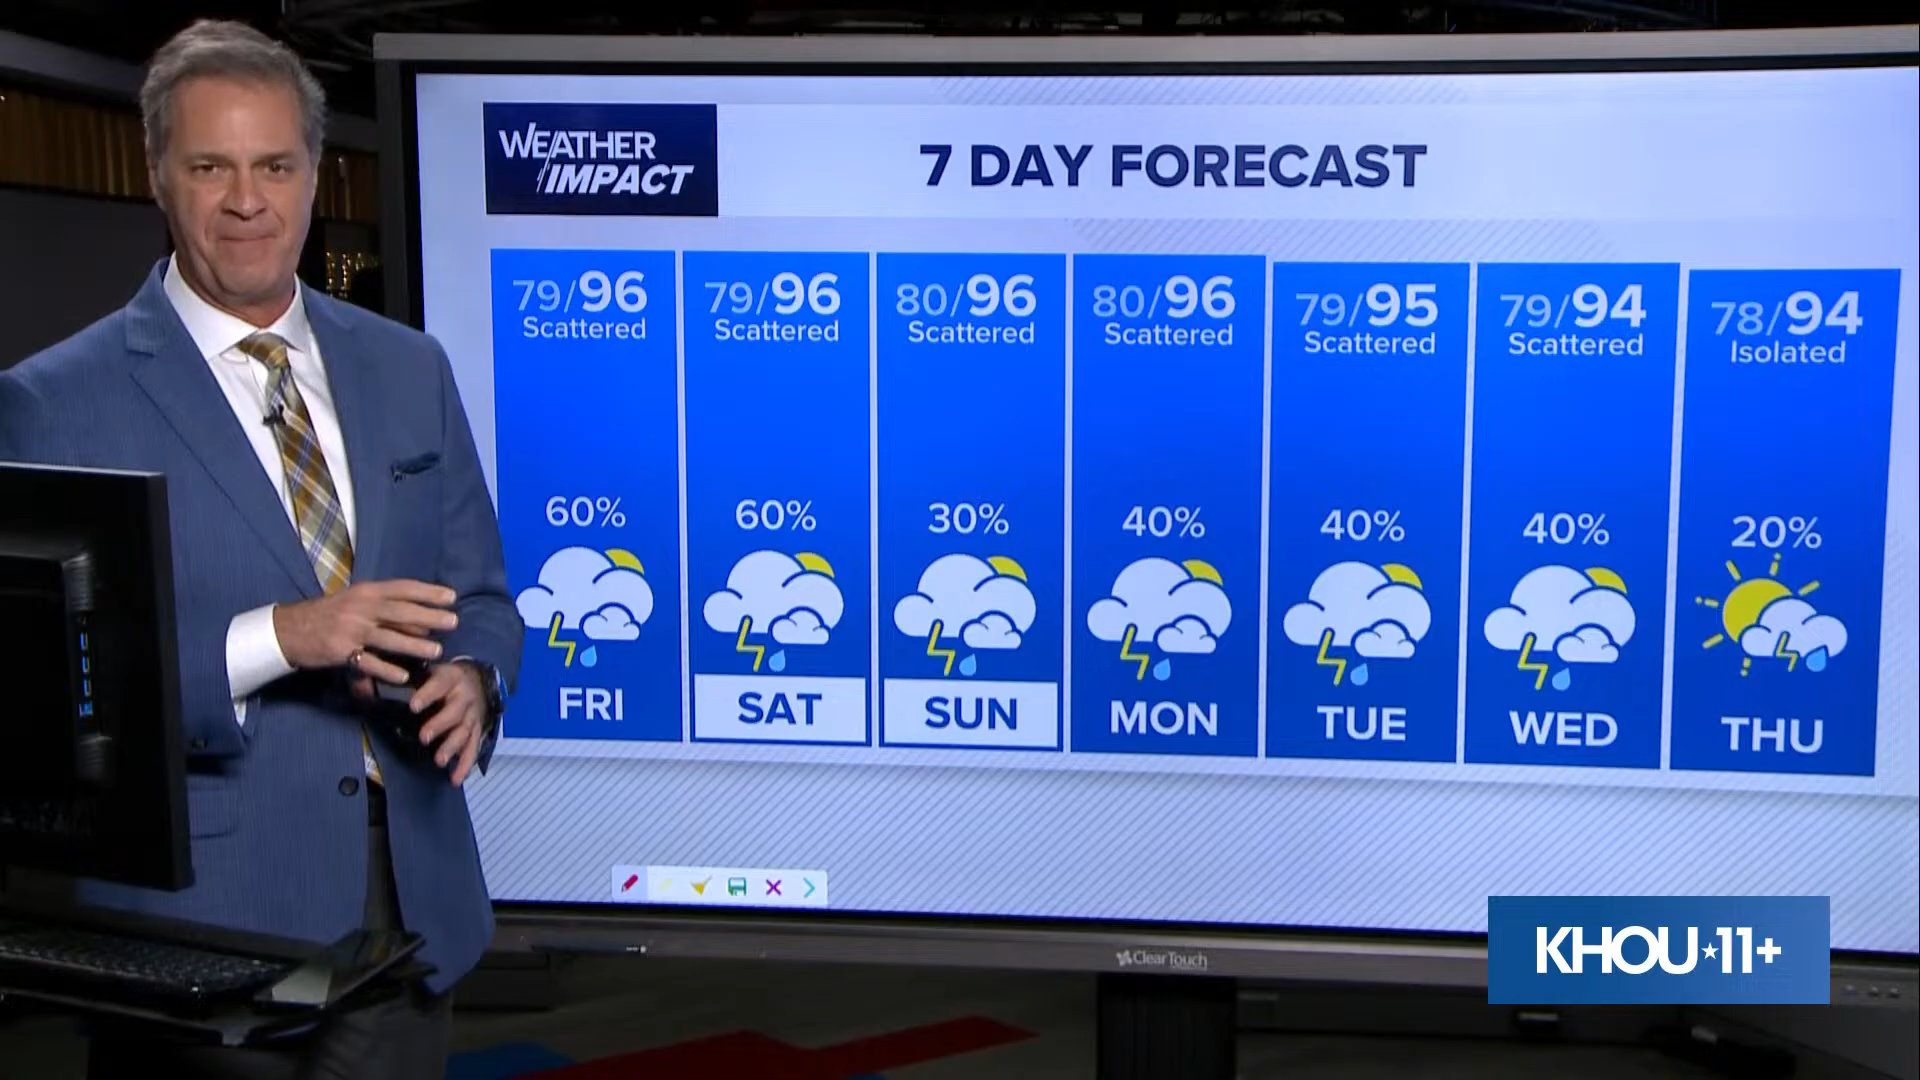 WEATHER
IMPACT
7 DAY FORECAST
79/96
Scattered
60%
FRI
79/96
Scattered
60%
SAT
80/96
Scattered
30%
SUN
80/96
Scattered
40%
MON
79/95
Scattered
40%
TUE
79/94
Scattered
40%
WED
78/94
Isolated
20%
THU
ClearTouch
KHOU★11+